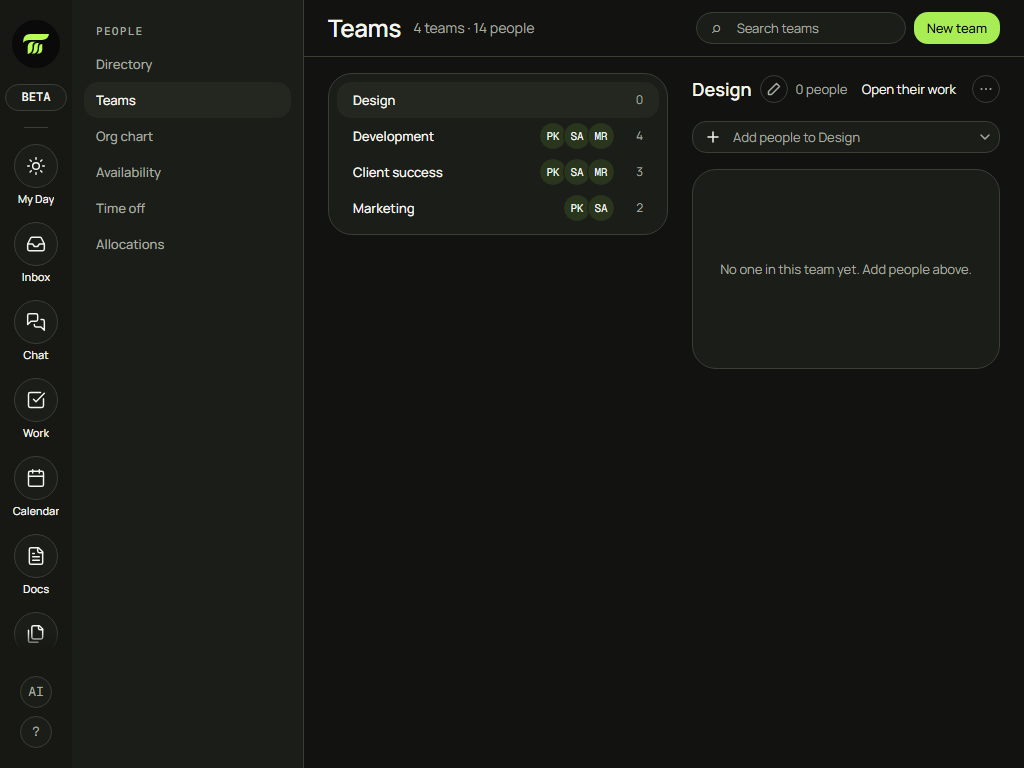 BETA
My Day
Inbox
Chat
Work
Calendar
Docs
AI
?
PEOPLE
Directory
Teams
Org chart
Availability
Time off
Allocations
Teams
4 teams · 14 people
Search teams
New team
Design 0
Development PK SA MR 4
Client success PK SA MR 3
Marketing PK SA 2
Design
0 people
Open their work
Add people to Design
No one in this team yet. Add people above.